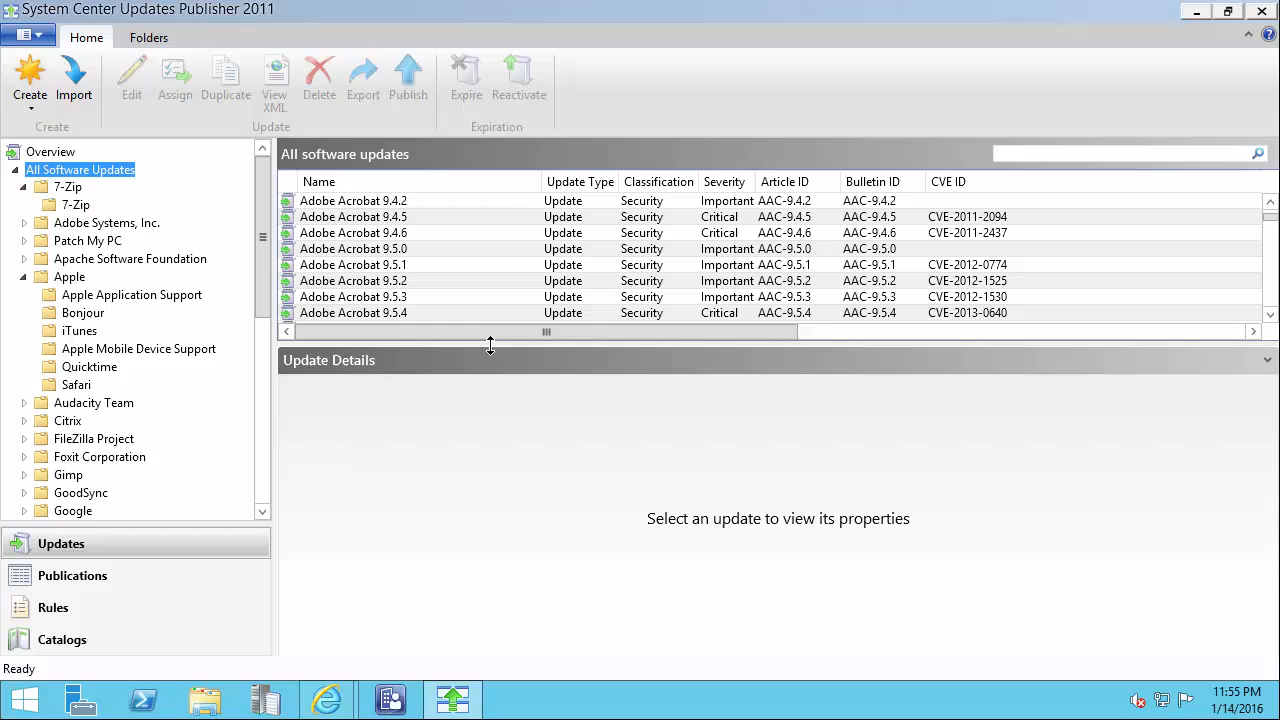 System Center Updates Publisher 2011
Home Folders
Create Import Edit Assign Duplicate View XML Delete Export Publish Expire Reactivate
Create Update Expiration
Overview
All Software Updates
7-Zip
7-Zip
Adobe Systems, Inc.
Patch My PC
Apache Software Foundation
Apple
Apple Application Support
Bonjour
iTunes
Apple Mobile Device Support
Quicktime
Safari
Audacity Team
Citrix
FileZilla Project
Foxit Corporation
Gimp
GoodSync
Google
Updates
Publications
Rules
Catalogs
All software updates
Name Update Type Classification Severity Article ID Bulletin ID CVE ID
Adobe Acrobat 9.4.2 Update Security Important AAC-9.4.2 AAC-9.4.2
Adobe Acrobat 9.4.5 Update Security Critical AAC-9.4.5 AAC-9.4.5 CVE-2011-2094
Adobe Acrobat 9.4.6 Update Security Critical AAC-9.4.6 AAC-9.4.6 CVE-2011-2437
Adobe Acrobat 9.5.0 Update Security Important AAC-9.5.0 AAC-9.5.0
Adobe Acrobat 9.5.1 Update Security Important AAC-9.5.1 AAC-9.5.1 CVE-2012-0774
Adobe Acrobat 9.5.2 Update Security Important AAC-9.5.2 AAC-9.5.2 CVE-2012-1525
Adobe Acrobat 9.5.3 Update Security Important AAC-9.5.3 AAC-9.5.3 CVE-2012-1530
Adobe Acrobat 9.5.4 Update Security Critical AAC-9.5.4 AAC-9.5.4 CVE-2013-0640
Update Details
Select an update to view its properties
Ready
11:55 PM
1/14/2016